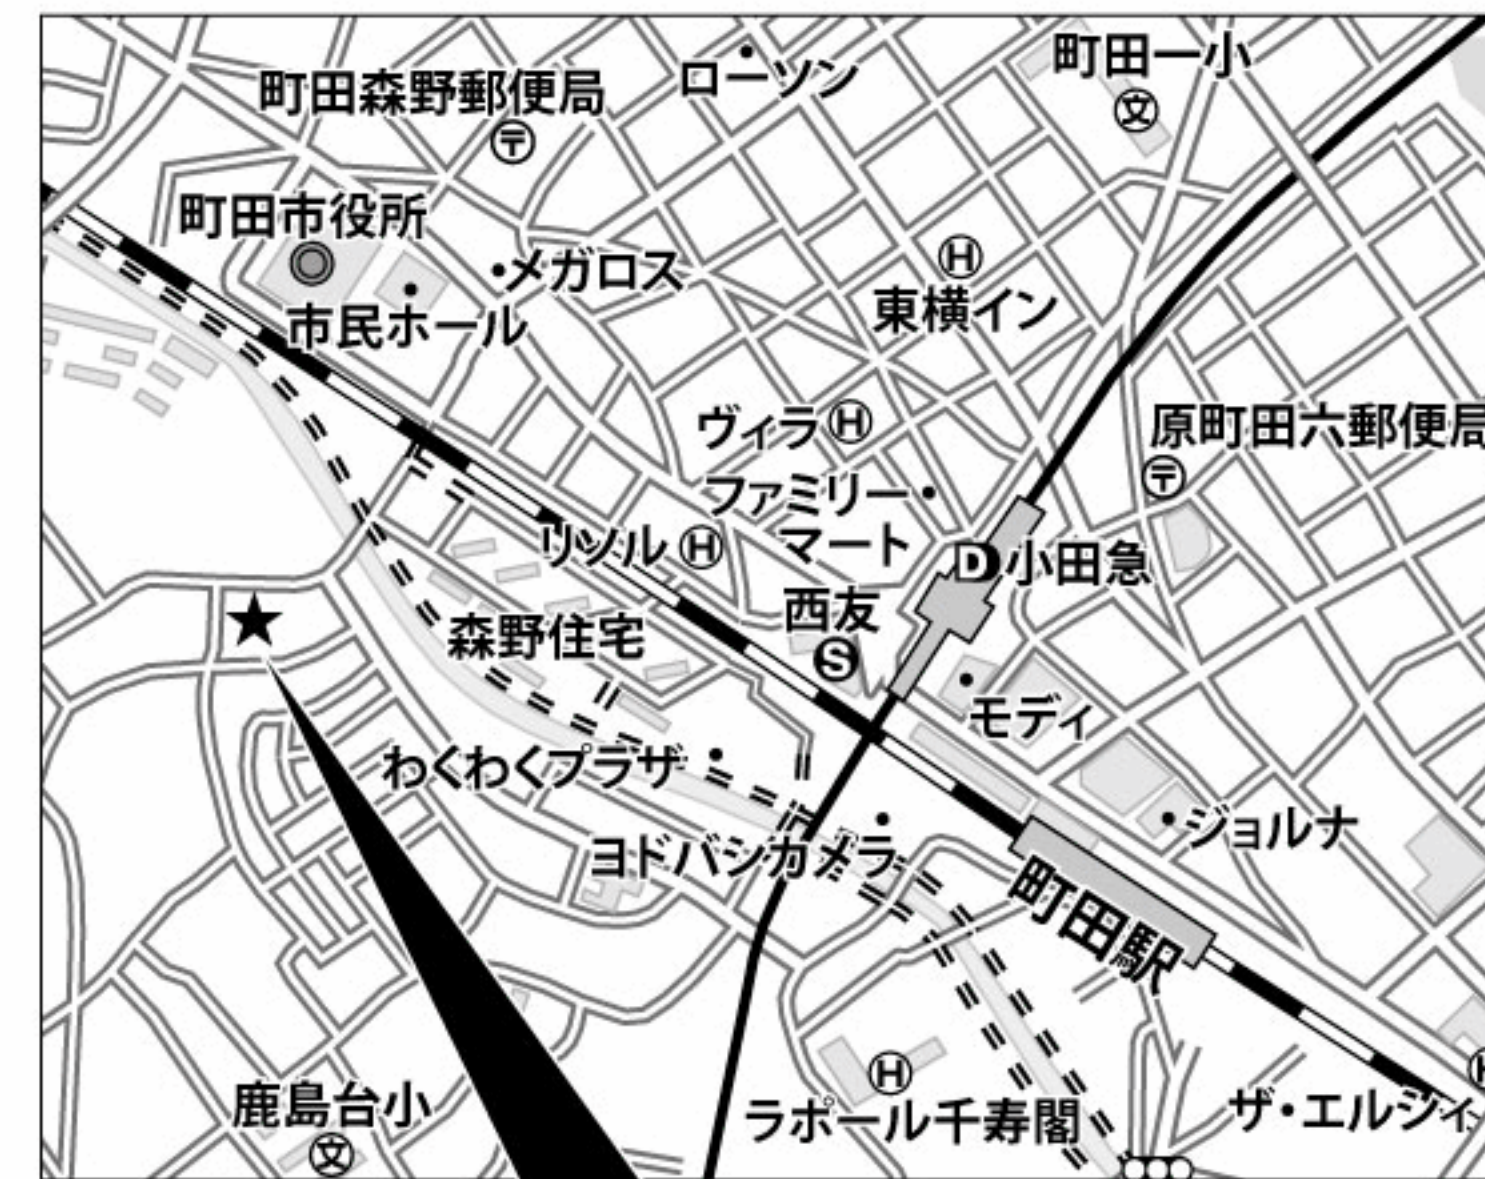 ローソン
町田一小
文
町田森野郵便局
〒
町田市役所
メガロス
市民ホール
H
東横イン
ヴィラ H
原町田六郵便局
〒
ファミリー
マート
リソル H
D 小田急
西友
S
森野住宅
モディ
わくわくプラザ
ジョルナ
ヨドバシカメラ
町田駅
H
ラポール千寿閣
H
ザ・エルシィ
鹿島台小
文